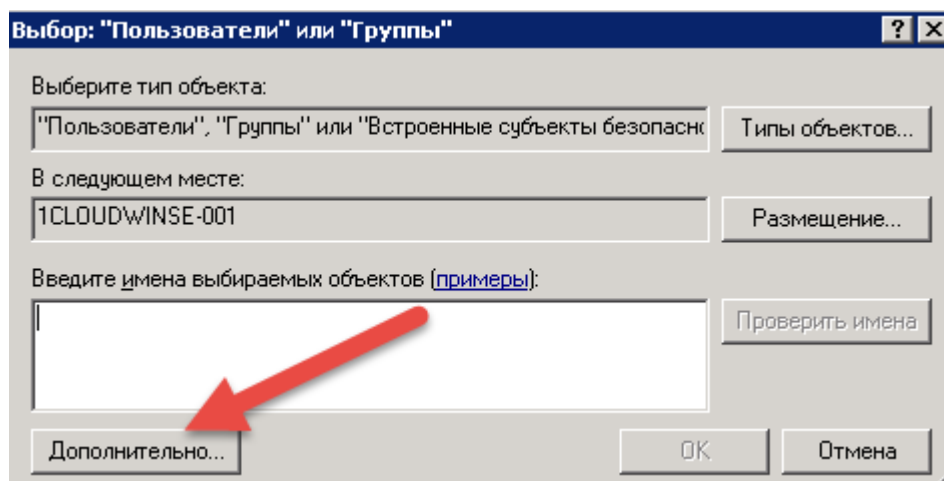 Выбор: "Пользователи" или "Группы"
Выберите тип объекта:
"Пользователи", "Группы" или "Встроенные субъекты безопасно
Типы объектов...
В следующем месте:
1CLOUDWINSE-001
Размещение...
Введите имена выбираемых объектов (примеры):
Проверить имена
Дополнительно...
OK
Отмена